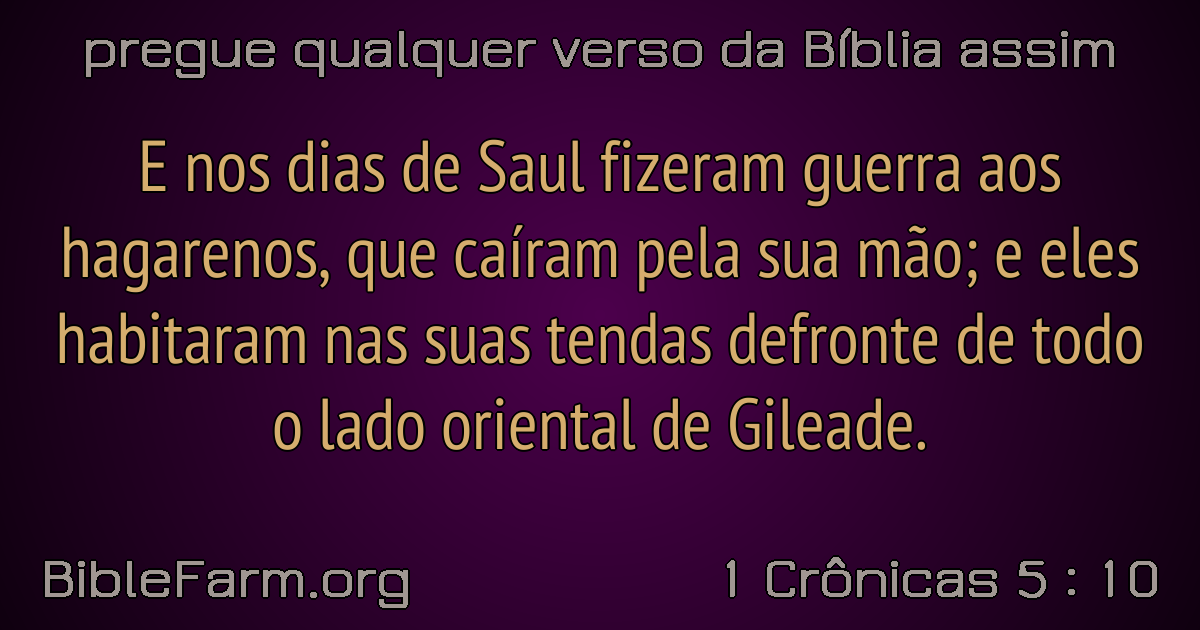 pregue qualquer verso da Bíblia assim
E nos dias de Saul fizeram guerra aos
hagarenos, que caíram pela sua mão; e eles
habitaram nas suas tendas defronte de todo
o lado oriental de Gileade.
BibleFarm.org
1 Crônicas 5 : 10